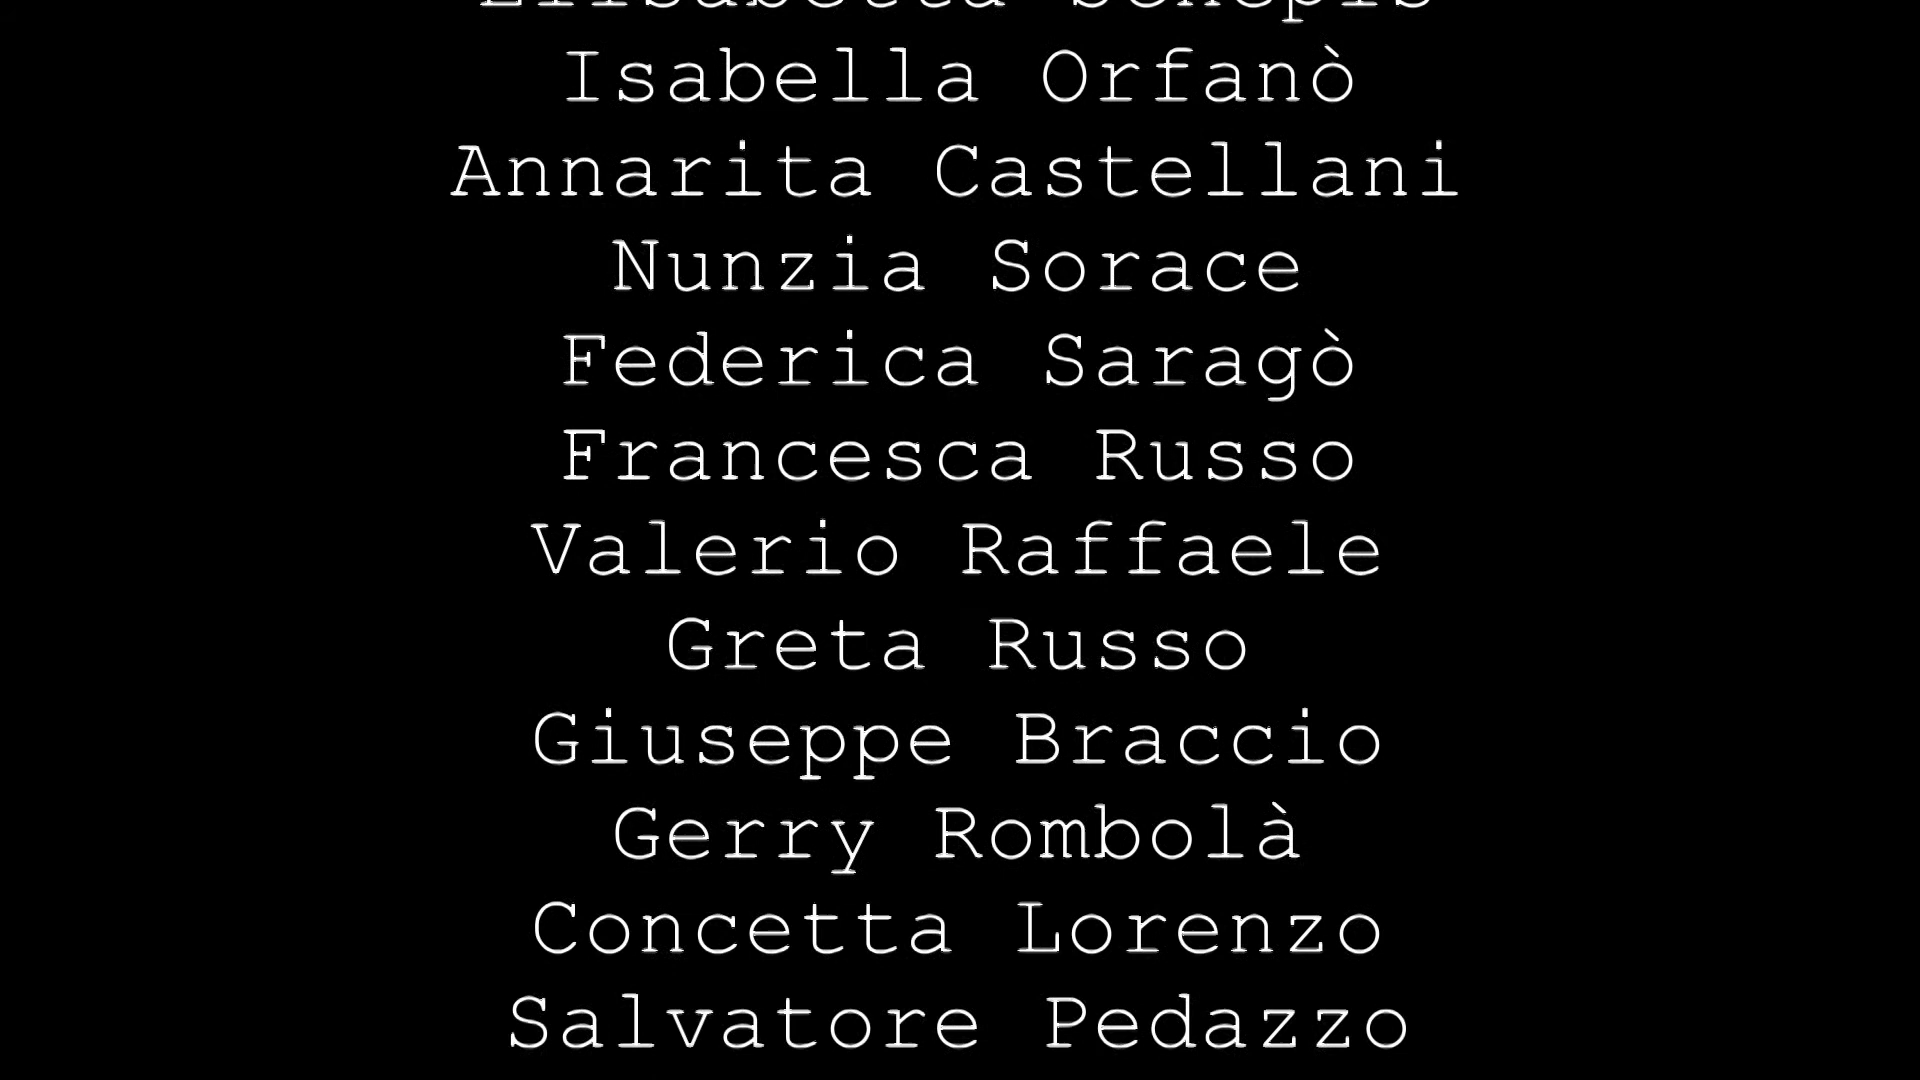 Elisabetta
Isabella Orfanò
Annarita Castellani
Nunzia Sorace
Federica Saragò
Francesca Russo
Valerio Raffaele
Greta Russo
Giuseppe Braccio
Gerry Rombolà
Concetta Lorenzo
Salvatore Pedazzo